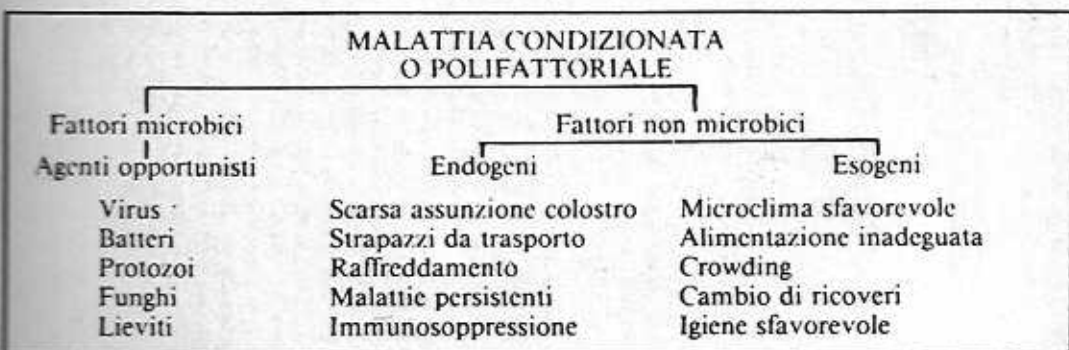 MALATTIA CONDIZIONATA
O POLIFATTORIALE
Fattori microbici Fattori non microbici
Agenti opportunisti Endogeni Esogeni
Virus Scarsa assunzione colostro Microclima sfavorevole
Batteri Strapazzi da trasporto Alimentazione inadeguata
Protozoi Raffreddamento Crowding
Funghi Malattie persistenti Cambio di ricoveri
Lieviti Immunosoppressione Igiene sfavorevole